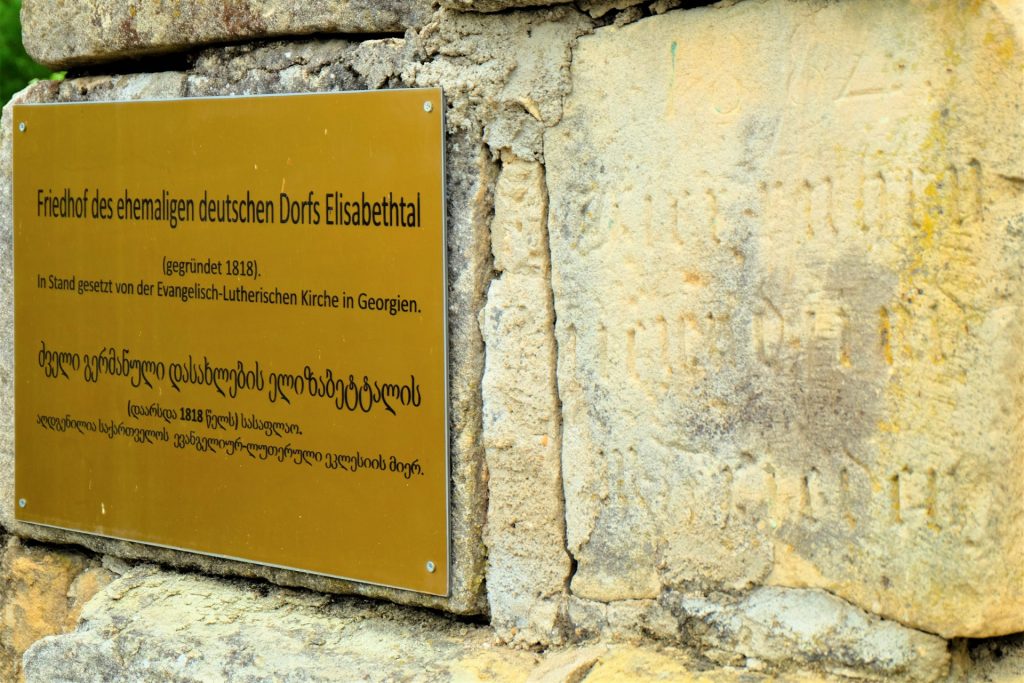 Friedhof des ehemaligen deutschen Dorfs Elisabethtal
(gegründet 1818).
In Stand gesetzt von der Evangelisch-Lutherischen Kirche in Georgien.
ძველი გერმანული დასახლების ელიზაბეტტალის
(დაარსდა 1818 წელს) სასაფლაო.
აღდგენილია საქართველოს ევანგელიურ-ლუთერული ეკლესიის მიერ.